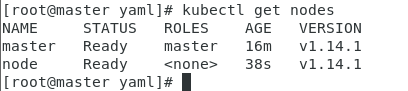 [root@master yaml]# kubectl get nodes
NAME     STATUS   ROLES    AGE   VERSION
master   Ready    master   16m   v1.14.1
node     Ready    <none>   38s   v1.14.1
[root@master yaml]#